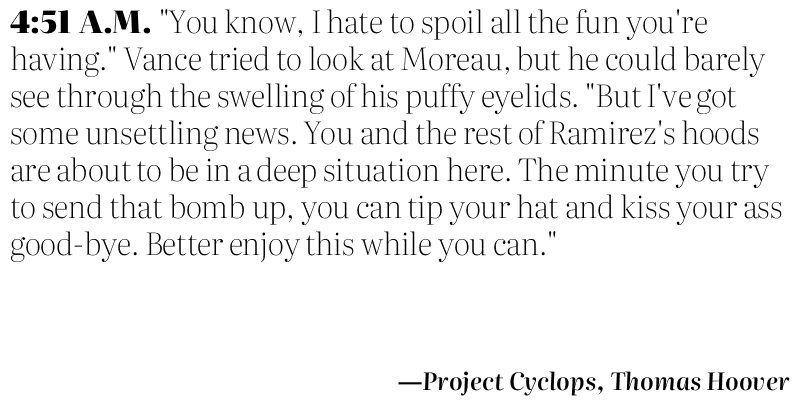 4:51 A.M. "You know, I hate to spoil all the fun you're
having." Vance tried to look at Moreau, but he could barely
see through the swelling of his puffy eyelids. "But I've got
some unsettling news. You and the rest of Ramirez's hoods
are about to be in a deep situation here. The minute you try
to send that bomb up, you can tip your hat and kiss your ass
good-bye. Better enjoy this while you can."
—Project Cyclops, Thomas Hoover